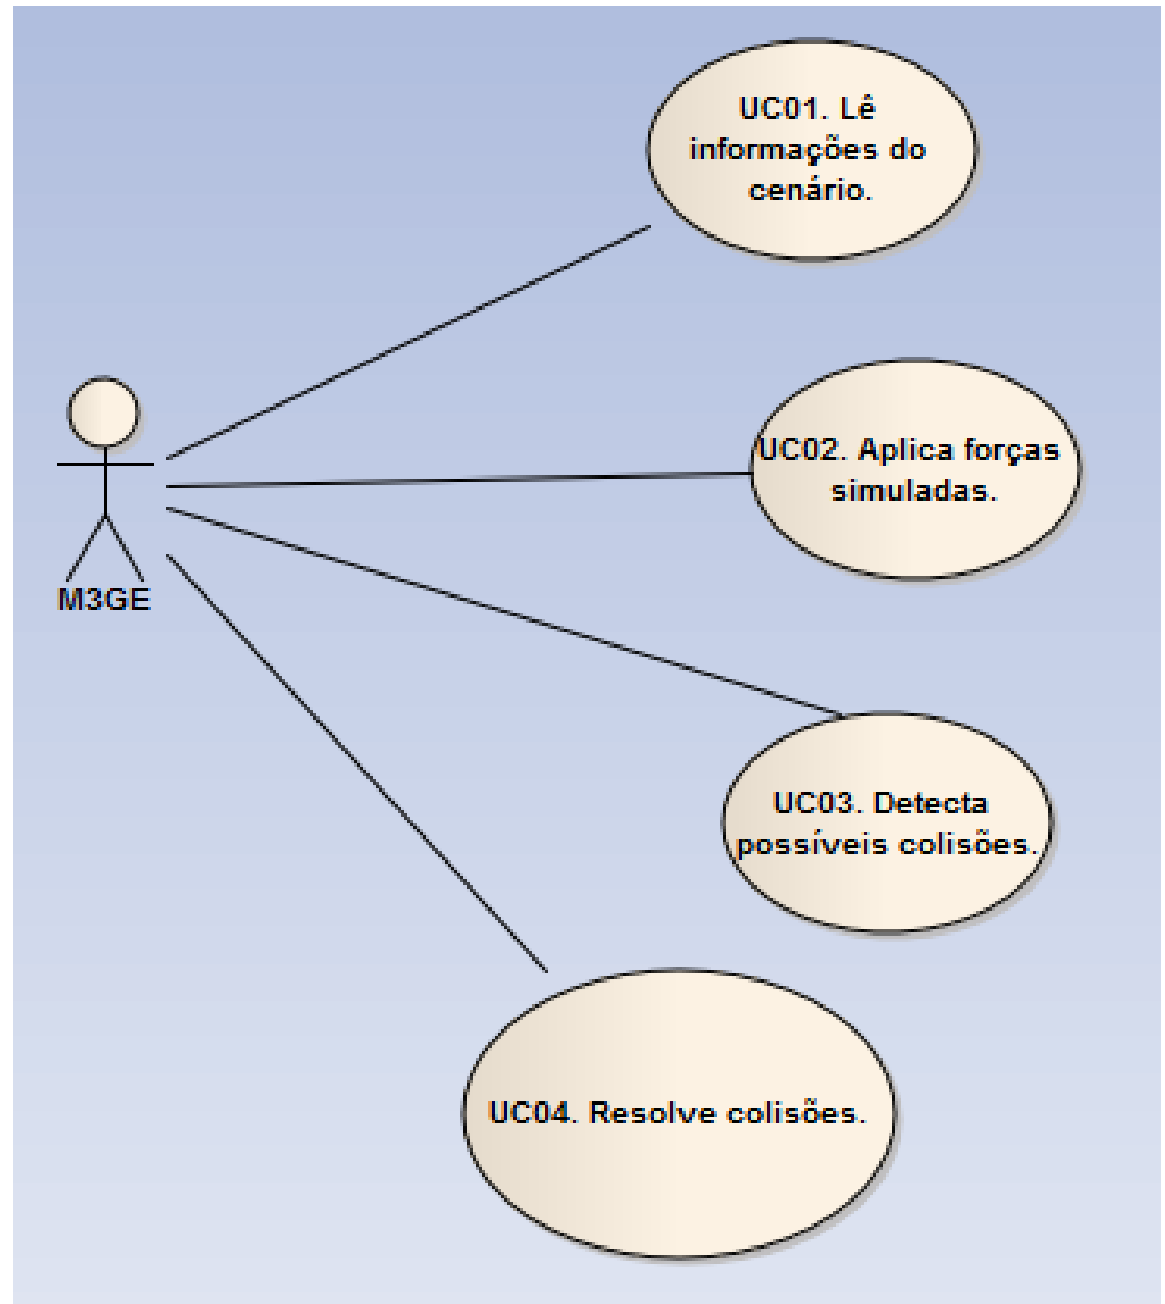 UC01. Lê
informações do
cenário.
UC02. Aplica forças
simuladas.
M3GE
UC03. Detecta
possíveis colisões.
UC04. Resolve colisões.